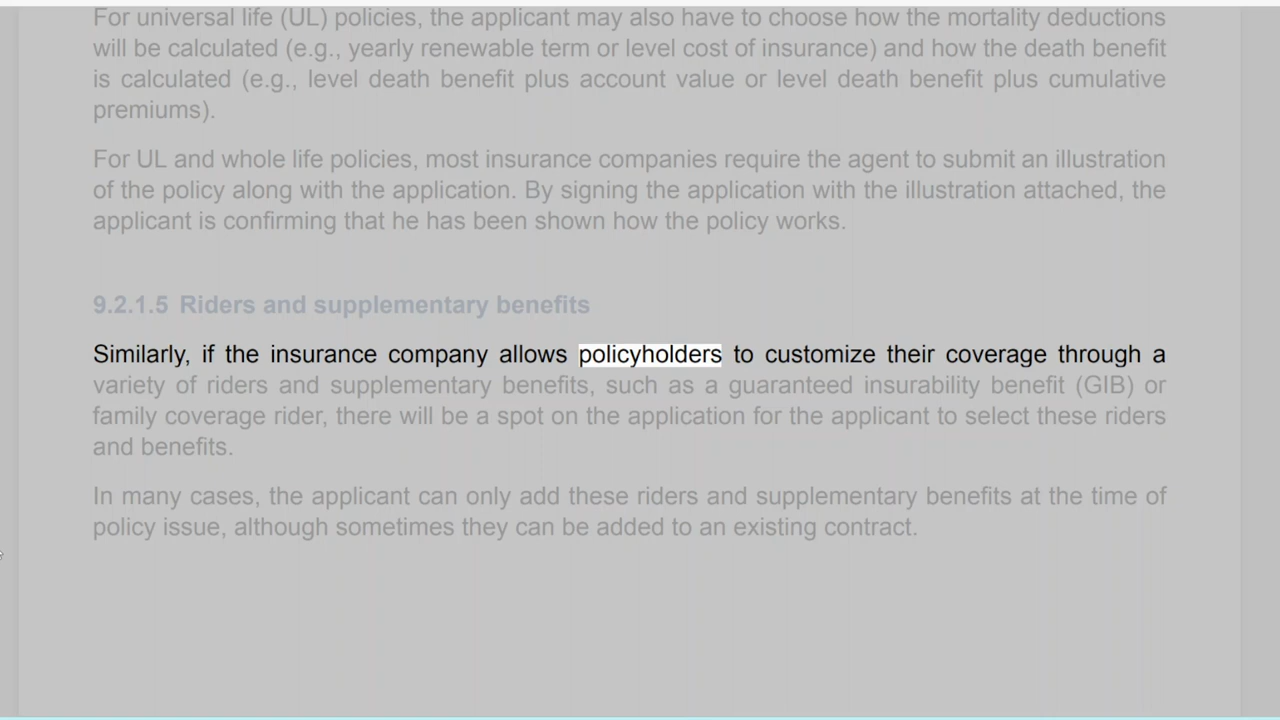 For universal life (UL) policies, the applicant may also have to choose how the mortality deductions
will be calculated (e.g., yearly renewable term or level cost of insurance) and how the death benefit
is calculated (e.g., level death benefit plus account value or level death benefit plus cumulative
premiums).
For UL and whole life policies, most insurance companies require the agent to submit an illustration
of the policy along with the application. By signing the application with the illustration attached, the
applicant is confirming that he has been shown how the policy works.
9.2.1.5 Riders and supplementary benefits
Similarly, if the insurance company allows policyholders to customize their coverage through a
variety of riders and supplementary benefits, such as a guaranteed insurability benefit (GIB) or
family coverage rider, there will be a spot on the application for the applicant to select these riders
and benefits.
In many cases, the applicant can only add these riders and supplementary benefits at the time of
policy issue, although sometimes they can be added to an existing contract.